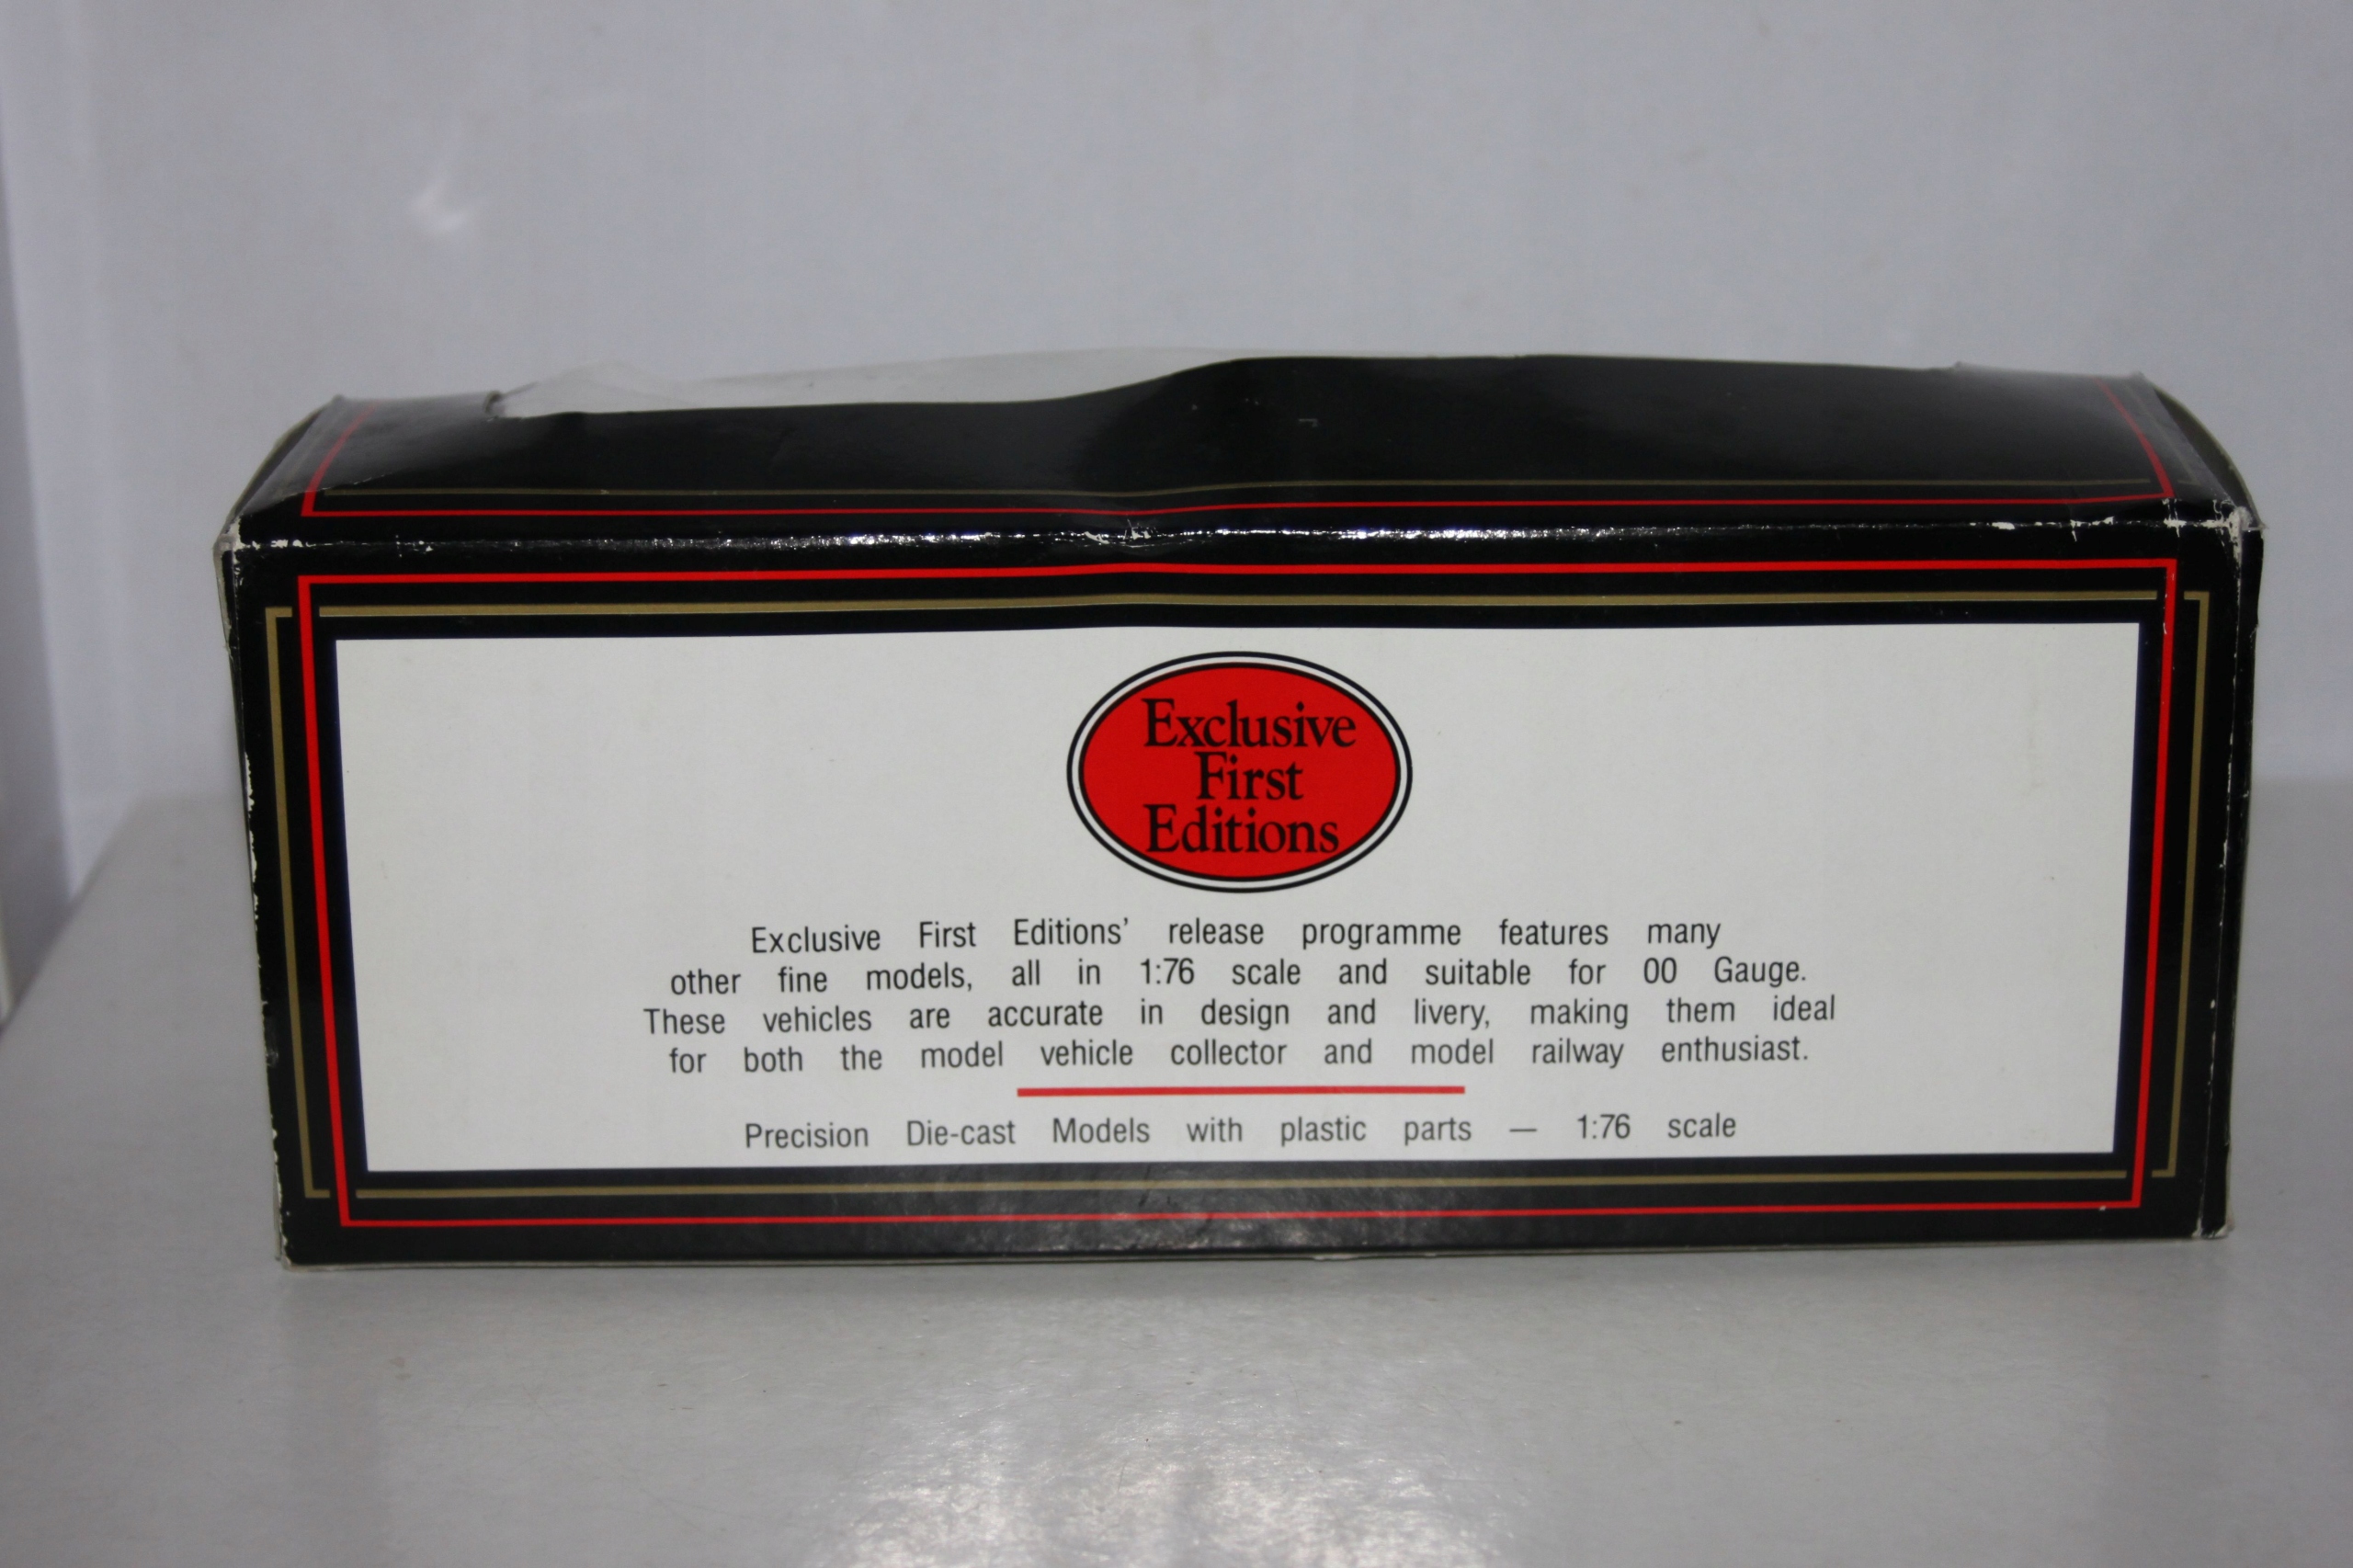 Exclusive
First
Editions
Exclusive First Editions’ release programme features many
other fine models, all in 1:76 scale and suitable for 00 Gauge.
These vehicles are accurate in design and livery, making them ideal
for both the model vehicle collector and model railway enthusiast.
Precision Die-cast Models with plastic parts — 1:76 scale